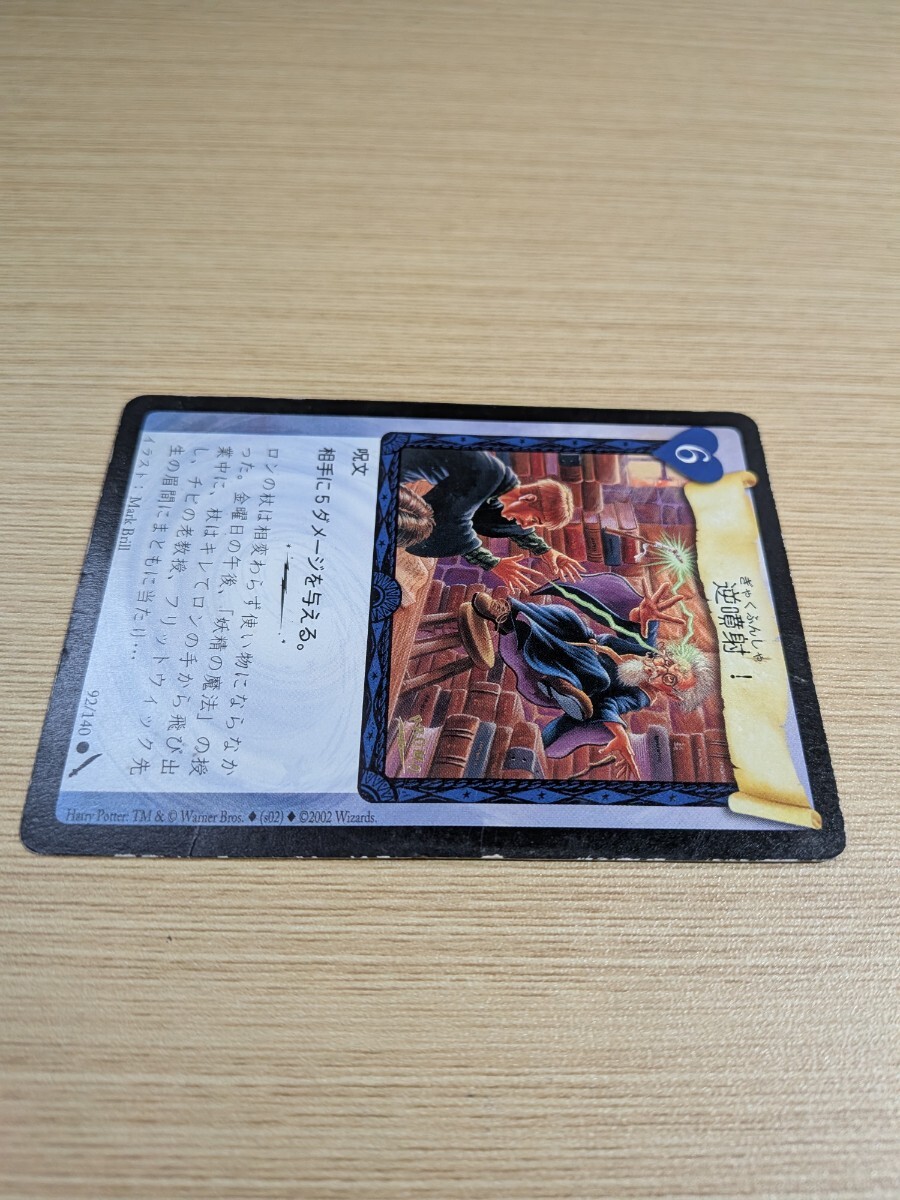 6
ぎゃくふんしゃ
逆噴射！
呪文
相手に5ダメージを与える。
ロンの杖は相変わらず使い物にならなか
った。金曜日の午後、「妖精の魔法」の授
業中に、杖はキレてロンの手から飛び出
し、チビの老教授、フリットウィック先
生の眉間にまともに当たり…
イラスト：Mark Brill
92/140
Harry Potter: TM & © Warner Bros. ♦ (s02) ♦ ©2002 Wizards.